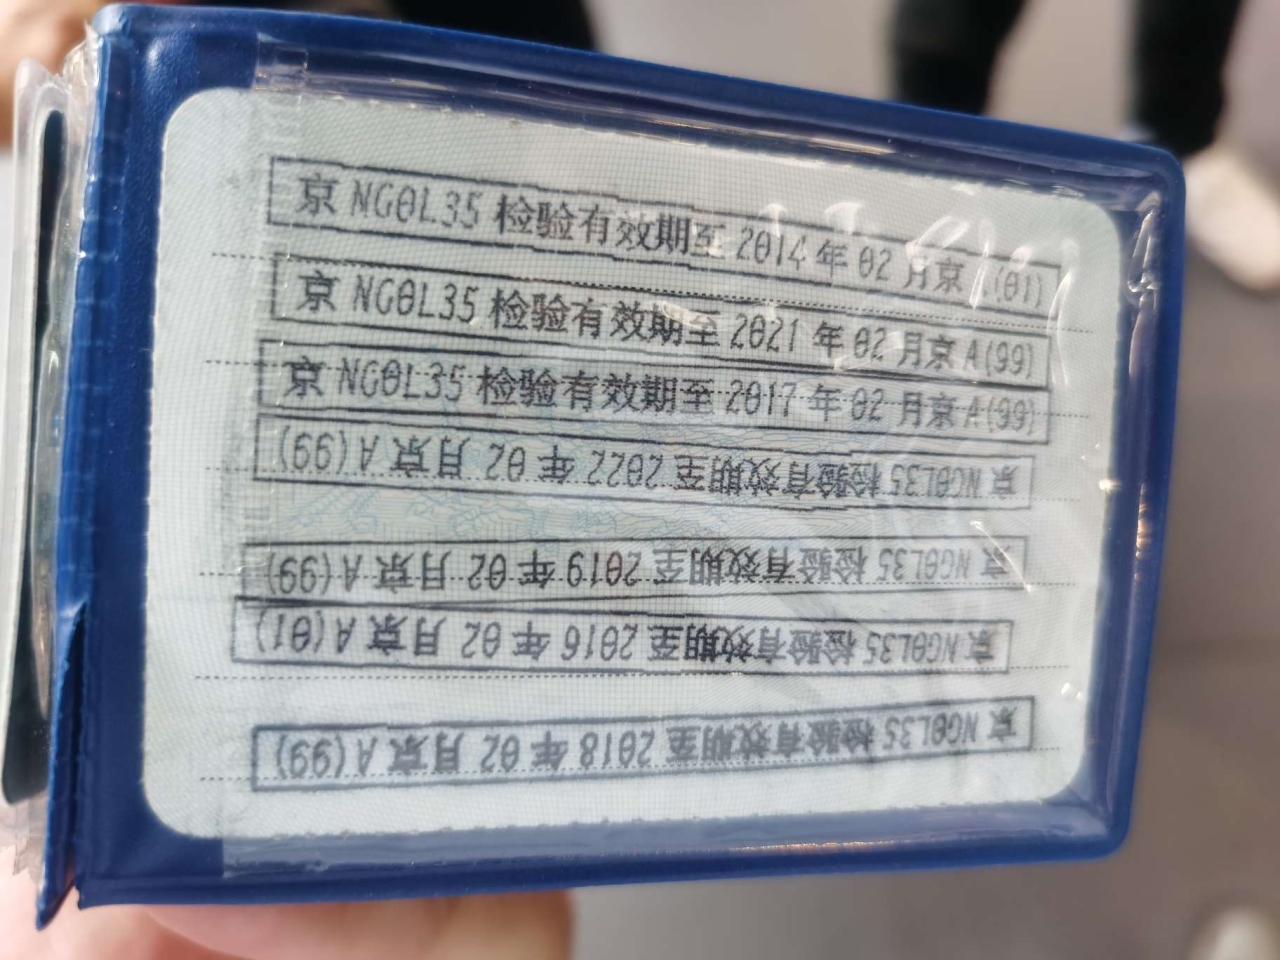 京 NG0L35 检验有效期至 2014 年 02 月京 (01)
京 NG0L35 检验有效期至 2021 年 02 月京 A(99)
京 NG0L35 检验有效期至 2017 年 02 月京 A(99)
京 NG0L35 检验有效期至 2022 年 02 月京 A(99)
京 NG0L35 检验有效期至 2019 年 02 月京 A(99)
京 NG0L35 检验有效期至 2016 年 02 月京 A(01)
京 NG0L35 检验有效期至 2018 年 02 月京 A(99)